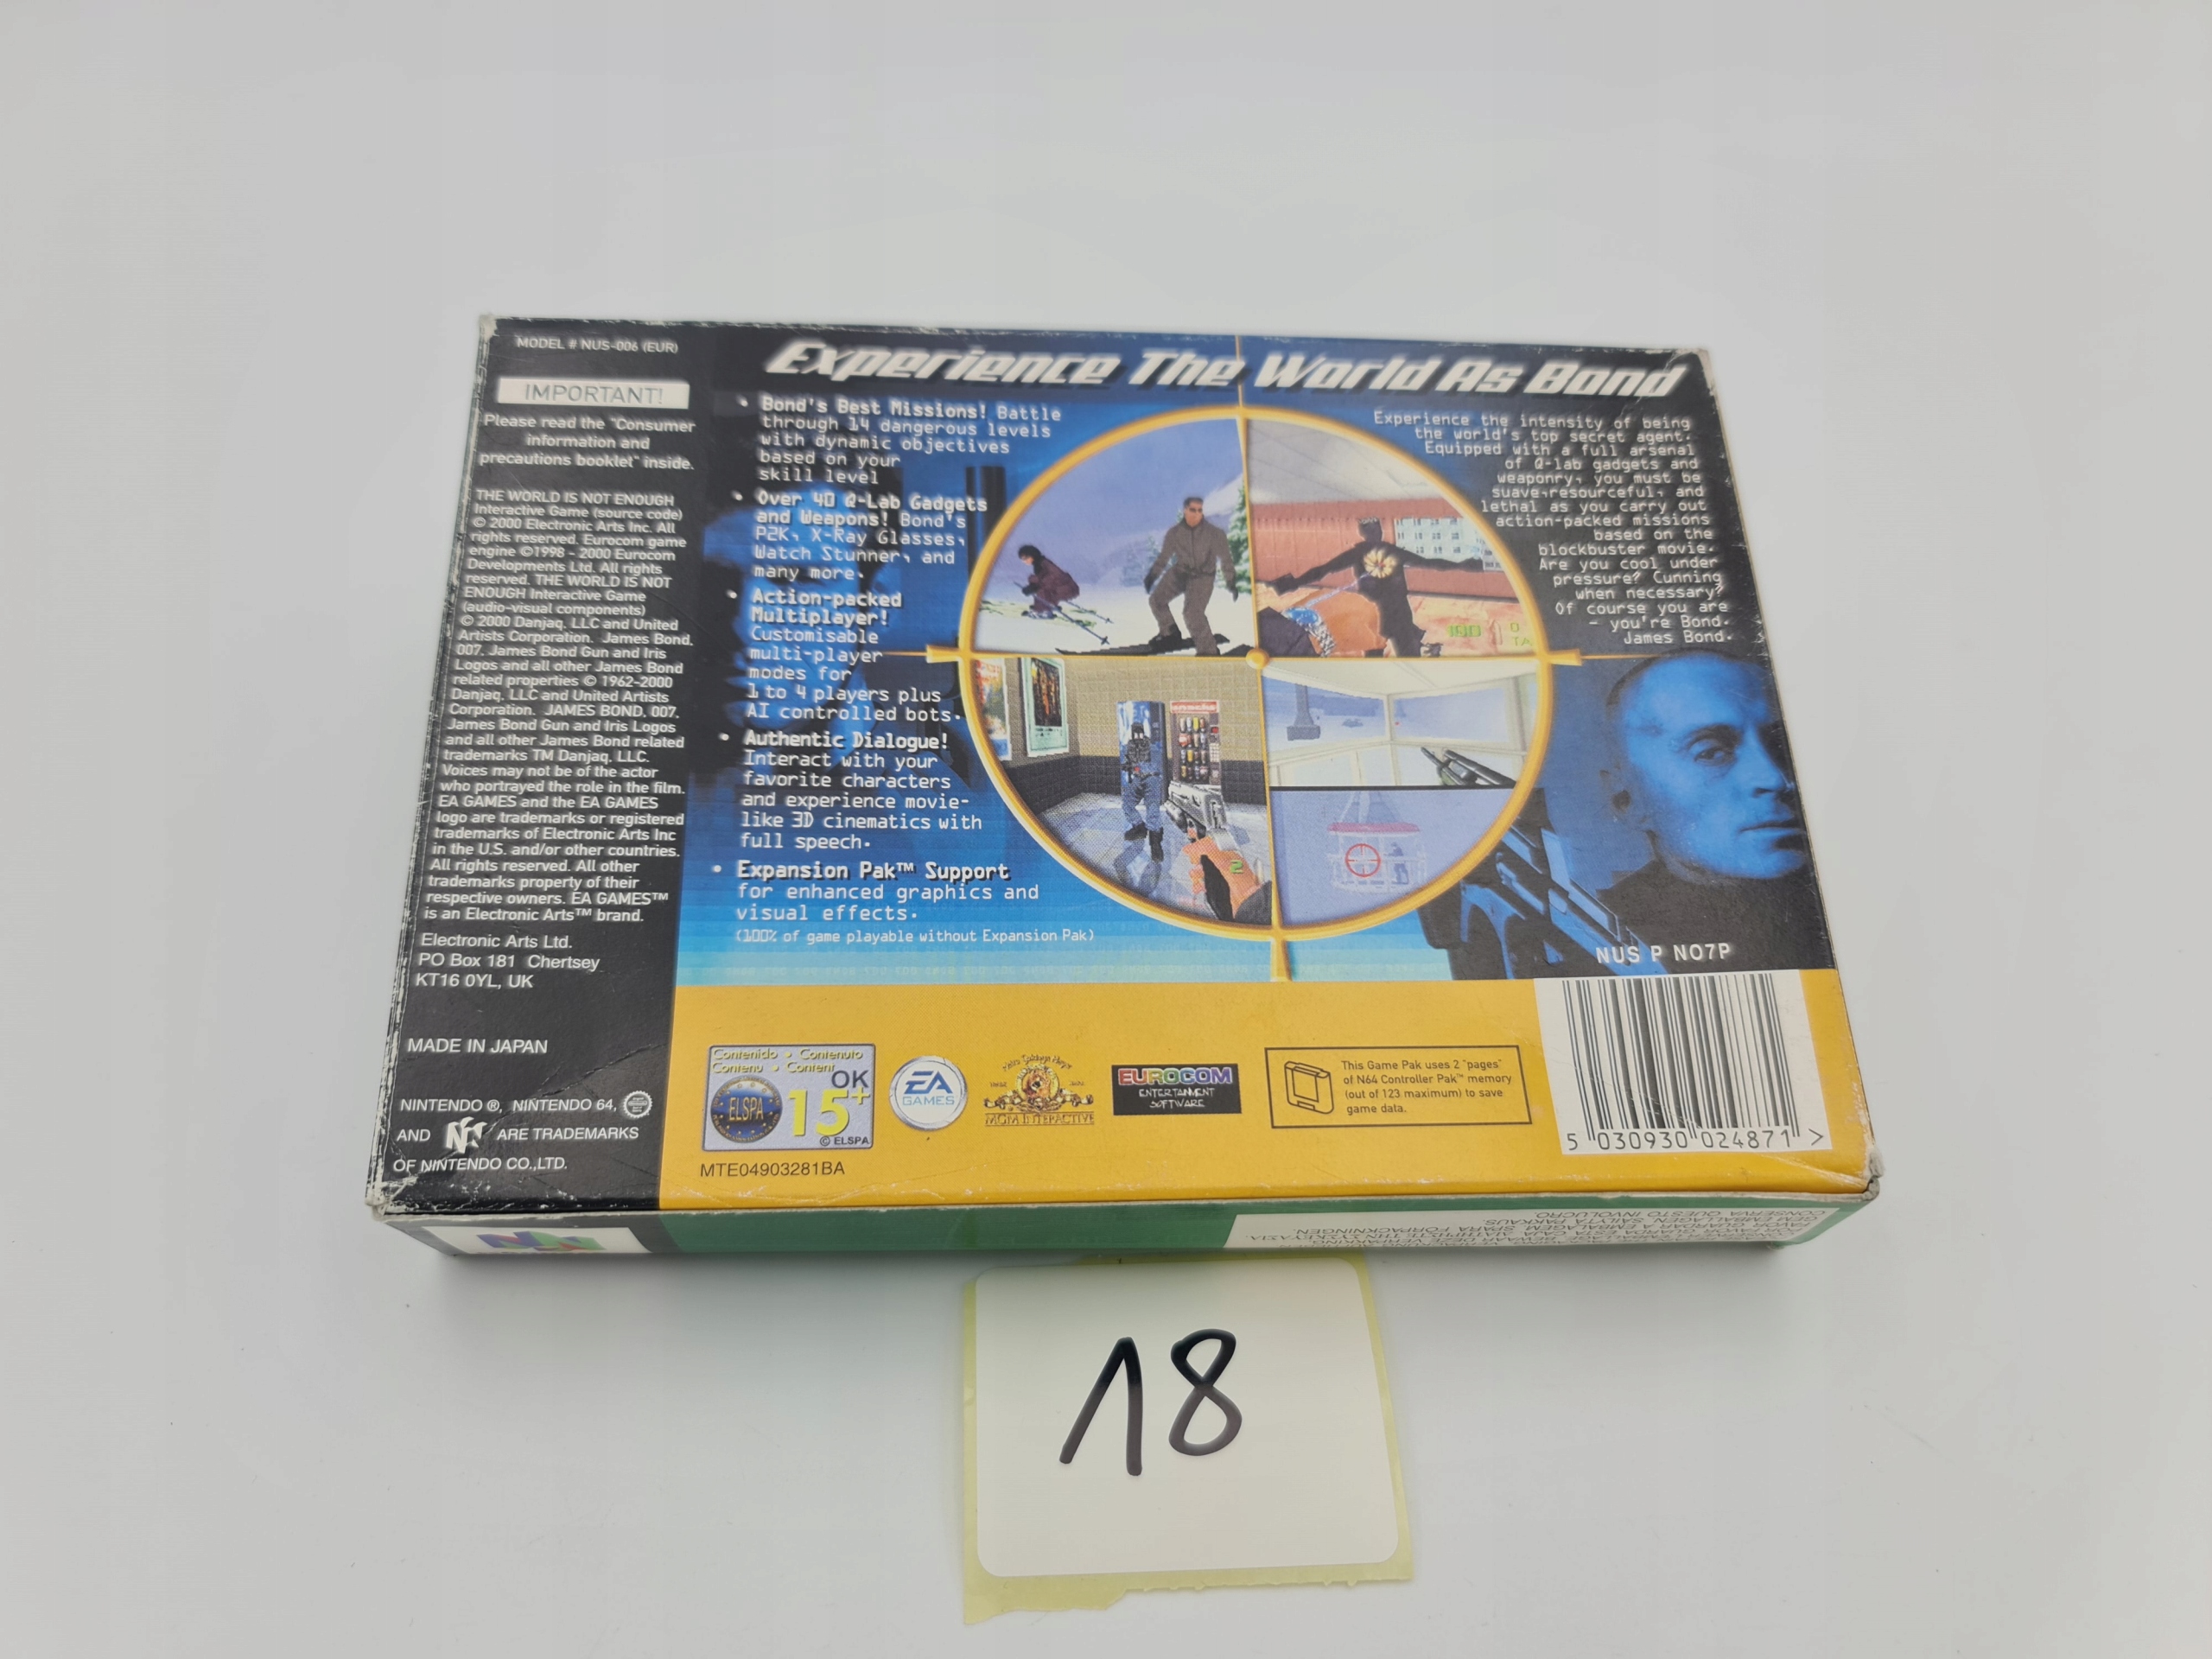 MODEL # NUS-006 (EUR)
IMPORTANT!
Please read the "Consumer
information and
precautions booklet" inside.
THE WORLD IS NOT ENOUGH
Interactive Game (source code)
© 2000 Electronic Arts Inc. All
rights reserved. Eurocom game
engine ©1998 - 2000 Eurocom
Developments Ltd. All rights
reserved. THE WORLD IS NOT
ENOUGH Interactive Game
(audio-visual components)
© 2000 Danjaq, LLC and United
Artists Corporation. James Bond,
007, James Bond Gun and Iris
Logos and all other James Bond
related properties © 1962-2000
Danjaq, LLC and United Artists
Corporation. JAMES BOND, 007,
James Bond Gun and Iris Logos
and all other James Bond related
trademarks TM Danjaq, LLC.
Voices may not be of the actor
who portrayed the role in the film.
EA GAMES and the EA GAMES
logo are trademarks or registered
trademarks of Electronic Arts Inc
in the U.S. and/or other countries.
All rights reserved. All other
trademarks property of their
respective owners. EA GAMES™
is an Electronic Arts™ brand.
Electronic Arts Ltd.
PO Box 181 Chertsey
KT16 0YL, UK
MADE IN JAPAN
NINTENDO ®, NINTENDO 64,
AND ARE TRADEMARKS
OF NINTENDO CO.,LTD.
Experience The World As Bond
• Bond's Best Missions! Battle
through 14 dangerous levels
with dynamic objectives
based on your
skill level
• Over 40 Q-Lab Gadgets
and Weapons! Bond's
P2K, X-Ray Glasses,
Watch Stunner, and
many more.
• Action-packed
Multiplayer!
Customisable
multi-player
modes for
1 to 4 players plus
AI controlled bots.
• Authentic Dialogue!
Interact with your
favorite characters
and experience movie-
like 3D cinematics with
full speech.
• Expansion Pak™ Support
for enhanced graphics and
visual effects.
(100% of game playable without Expansion Pak)
Experience the intensity of being
the world's top secret agent.
Equipped with a full arsenal
of Q-lab gadgets and
weaponry, you must be
suave,resourceful, and
lethal as you carry out
action-packed missions
based on the
blockbuster movie.
Are you cool under
pressure? Cunning
when necessary?
Of course you are
- you're Bond.
James Bond.
snacks
2
NUS P NO7P
Contenido • Contenuto
Contenu • Content
OK
ELSPA
15+
© ELSPA
MTE04903281BA
EA
GAMES
MGM INTERACTIVE
EUROCOM
ENTERTAINMENT
SOFTWARE
This Game Pak uses 2 "pages"
of N64 Controller Pak™ memory
(out of 123 maximum) to save
game data.
5 030930 024871 >
CONSERVA QUESTO INVOLUCRO.
GEM EMBALLAGEN. SÄILYTÄ PAKKAUS.
18